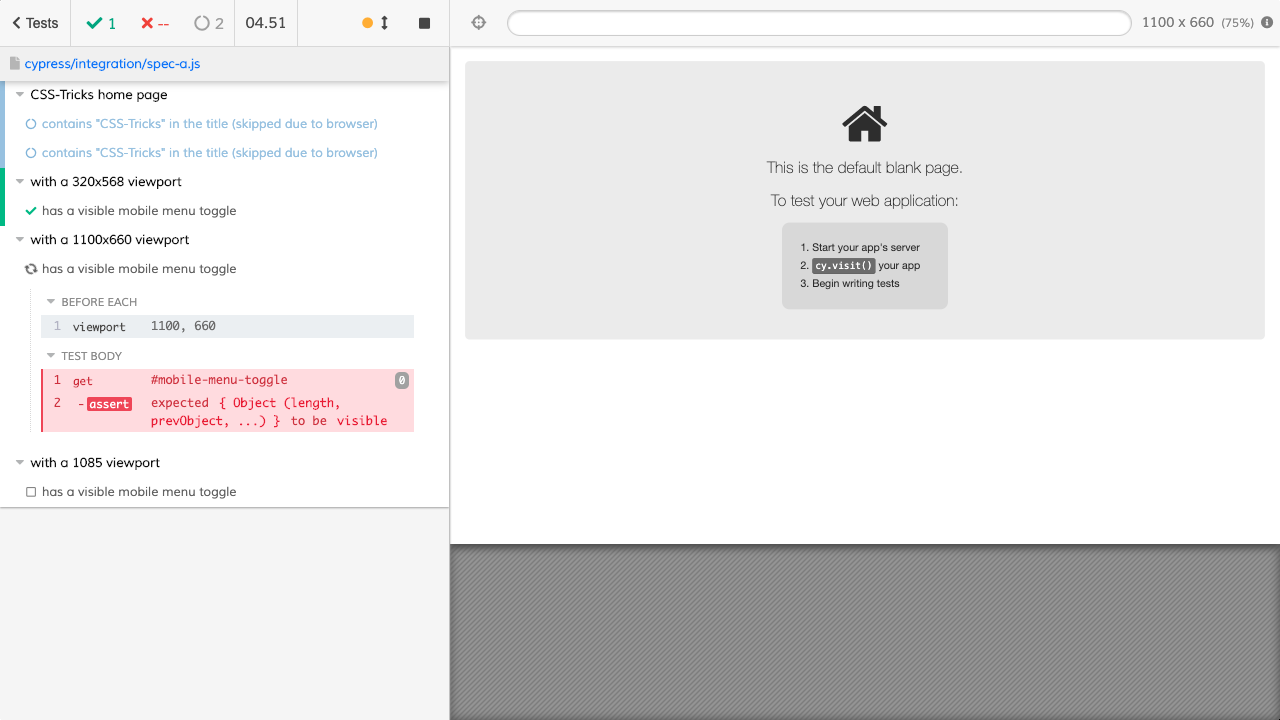 Tests 1 -- 2 04.51
1100 x 660 (75%)
cypress/integration/spec-a.js
CSS-Tricks home page
contains "CSS-Tricks" in the title (skipped due to browser)
contains "CSS-Tricks" in the title (skipped due to browser)
with a 320x568 viewport
has a visible mobile menu toggle
with a 1100x660 viewport
has a visible mobile menu toggle
BEFORE EACH
1 viewport 1100, 660
TEST BODY
1 get #mobile-menu-toggle 0
2 - assert expected { Object (length,
prevObject, ...) } to be visible
with a 1085 viewport
has a visible mobile menu toggle
This is the default blank page.
To test your web application:
1. Start your app's server
2. cy.visit() your app
3. Begin writing tests